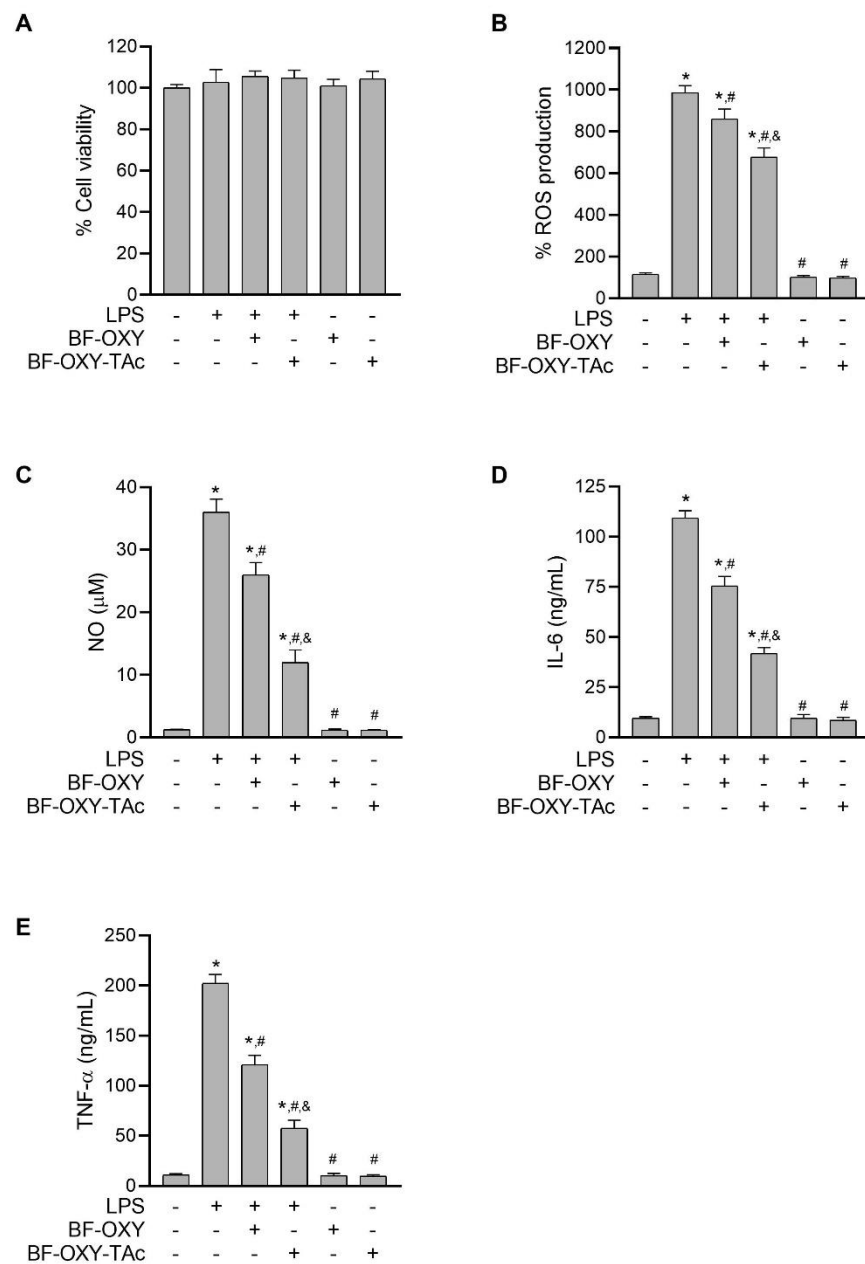 A
B
120
100
80
60
40
20
0
% Cell viability
LPS - + + + - -
BF-OXY - - + - + -
BF-OXY-TAc - - - + - +
1200
1000
800
600
400
200
0
% ROS production
*
*,#
*,#,&
#
#
LPS - + + + - -
BF-OXY - - + - + -
BF-OXY-TAc - - - + - +
C
D
40
30
20
10
0
NO (μM)
*
*,#
*,#,&
#
#
LPS - + + + - -
BF-OXY - - + - + -
BF-OXY-TAc - - - + - +
125
100
75
50
25
0
IL-6 (ng/mL)
*
*,#
*,#,&
#
#
LPS - + + + - -
BF-OXY - - + - + -
BF-OXY-TAc - - - + - +
E
250
200
150
100
50
0
TNF-α (ng/mL)
*
*,#
*,#,&
#
#
LPS - + + + - -
BF-OXY - - + - + -
BF-OXY-TAc - - - + - +